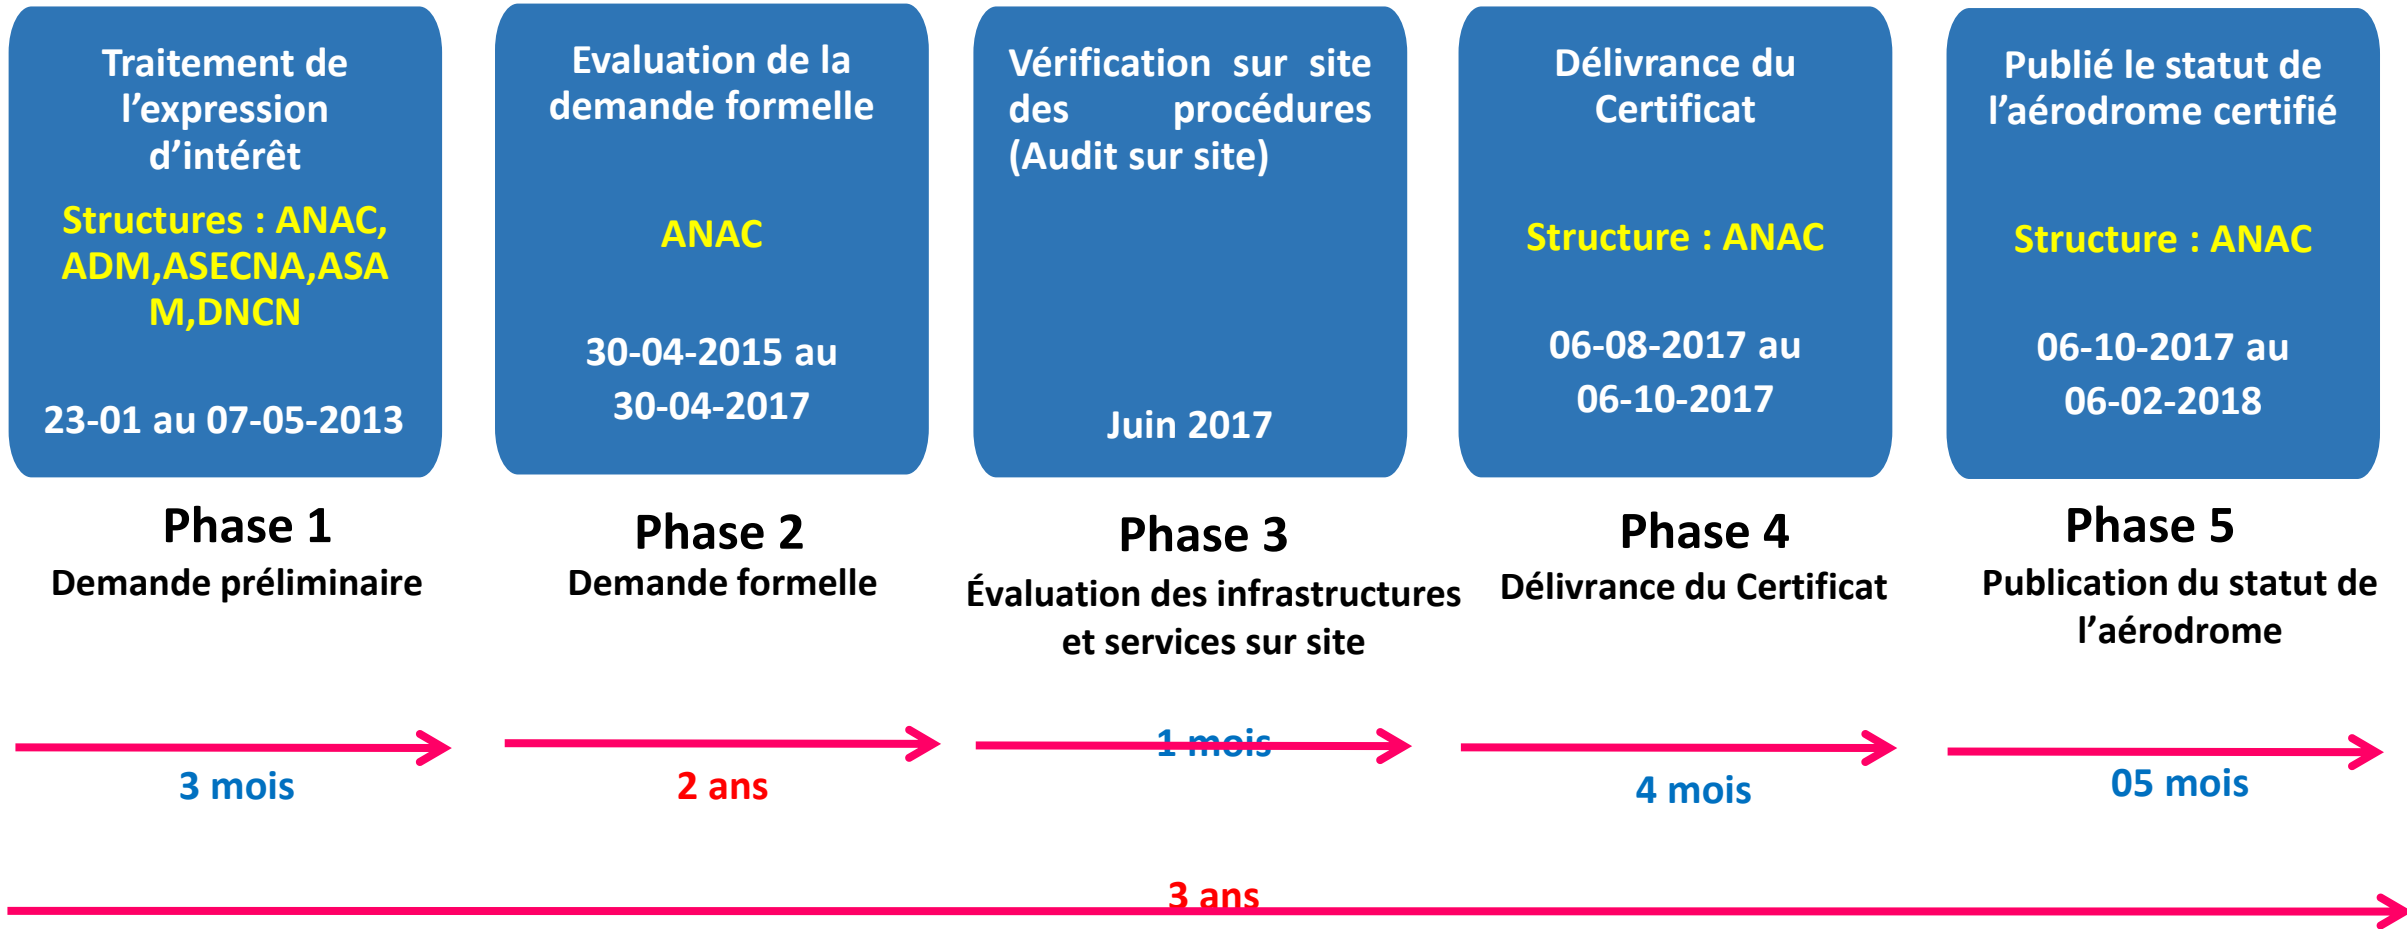 Traitement de
l’expression
d’intérêt
Structures : ANAC,
ADM,ASECNA,ASA
M,DNCN
23-01 au 07-05-2013
Evaluation de la
demande formelle
ANAC
30-04-2015 au
30-04-2017
Vérification sur site
des procédures
(Audit sur site)
Juin 2017
Délivrance du
Certificat
Structure : ANAC
06-08-2017 au
06-10-2017
Publié le statut de
l’aérodrome certifié
Structure : ANAC
06-10-2017 au
06-02-2018
Phase 1
Demande préliminaire
Phase 2
Demande formelle
Phase 3
Évaluation des infrastructures
et services sur site
Phase 4
Délivrance du Certificat
Phase 5
Publication du statut de
l’aérodrome
3 mois
2 ans
1 mois
4 mois
05 mois
3 ans